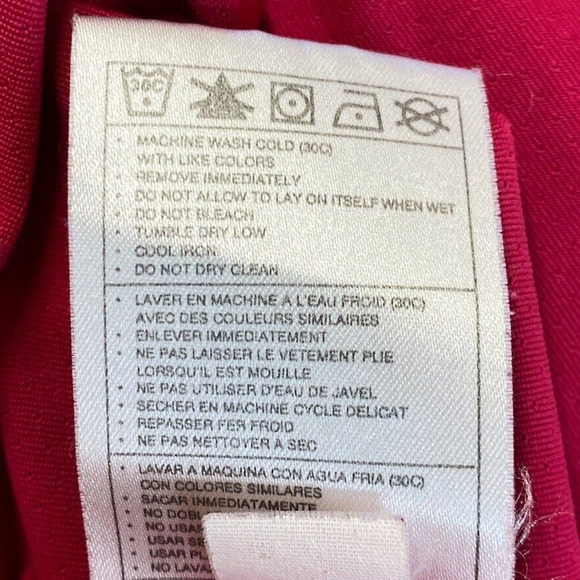 30C
• MACHINE WASH COLD (30C)
WITH LIKE COLORS
• REMOVE IMMEDIATELY
• DO NOT ALLOW TO LAY ON ITSELF WHEN WET
• DO NOT BLEACH
• TUMBLE DRY LOW
• COOL IRON
• DO NOT DRY CLEAN
• LAVER EN MACHINE A L'EAU FROID (30C)
AVEC DES COULEURS SIMILAIRES
• ENLEVER IMMEDIATEMENT
• NE PAS LAISSER LE VETEMENT PLIE
LORSQU'IL EST MOUILLE
• NE PAS UTILISER D'EAU DE JAVEL
• SECHER EN MACHINE CYCLE DELICAT
• REPASSER FER FROID
• NE PAS NETTOYER A SEC
• LAVAR A MAQUINA CON AGUA FRIA (30C)
CON COLORES SIMILARES
• SACAR INMEDIATAMENTE
• NO
• NO
• USAR
• USAR
• NO